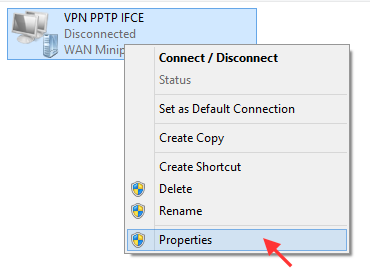 VPN PPTP IFCE
Disconnected
WAN Minip
Connect / Disconnect
Status
Set as Default Connection
Create Copy
Create Shortcut
Delete
Rename
Properties